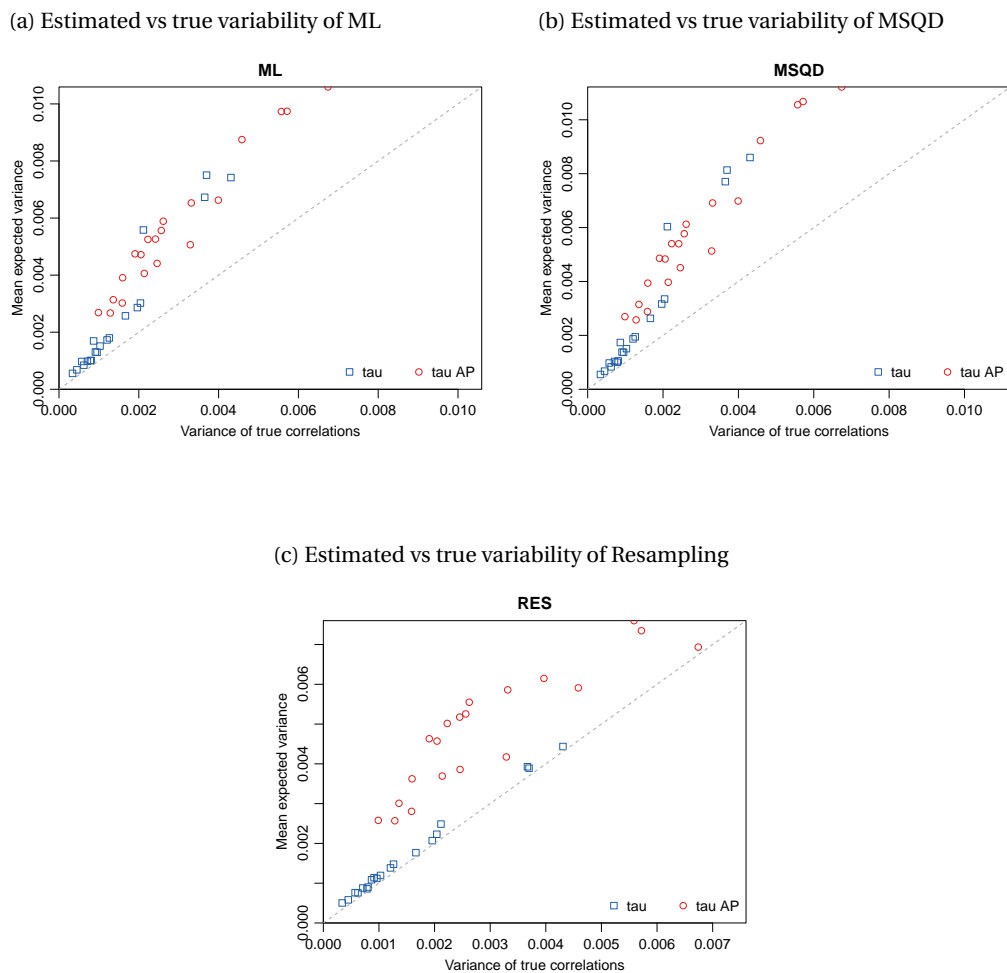 (a) Estimated vs true variability of ML
(b) Estimated vs true variability of MSQD
ML
Mean expected variance
0.000 0.002 0.004 0.006 0.008 0.010
tau tau AP
0.000 0.002 0.004 0.006 0.008 0.010
Variance of true correlations
MSQD
Mean expected variance
0.000 0.002 0.004 0.006 0.008 0.010
tau tau AP
0.000 0.002 0.004 0.006 0.008 0.010
Variance of true correlations
(c) Estimated vs true variability of Resampling
RES
Mean expected variance
0.000 0.002 0.004 0.006
tau tau AP
0.000 0.001 0.002 0.003 0.004 0.005 0.006 0.007
Variance of true correlations